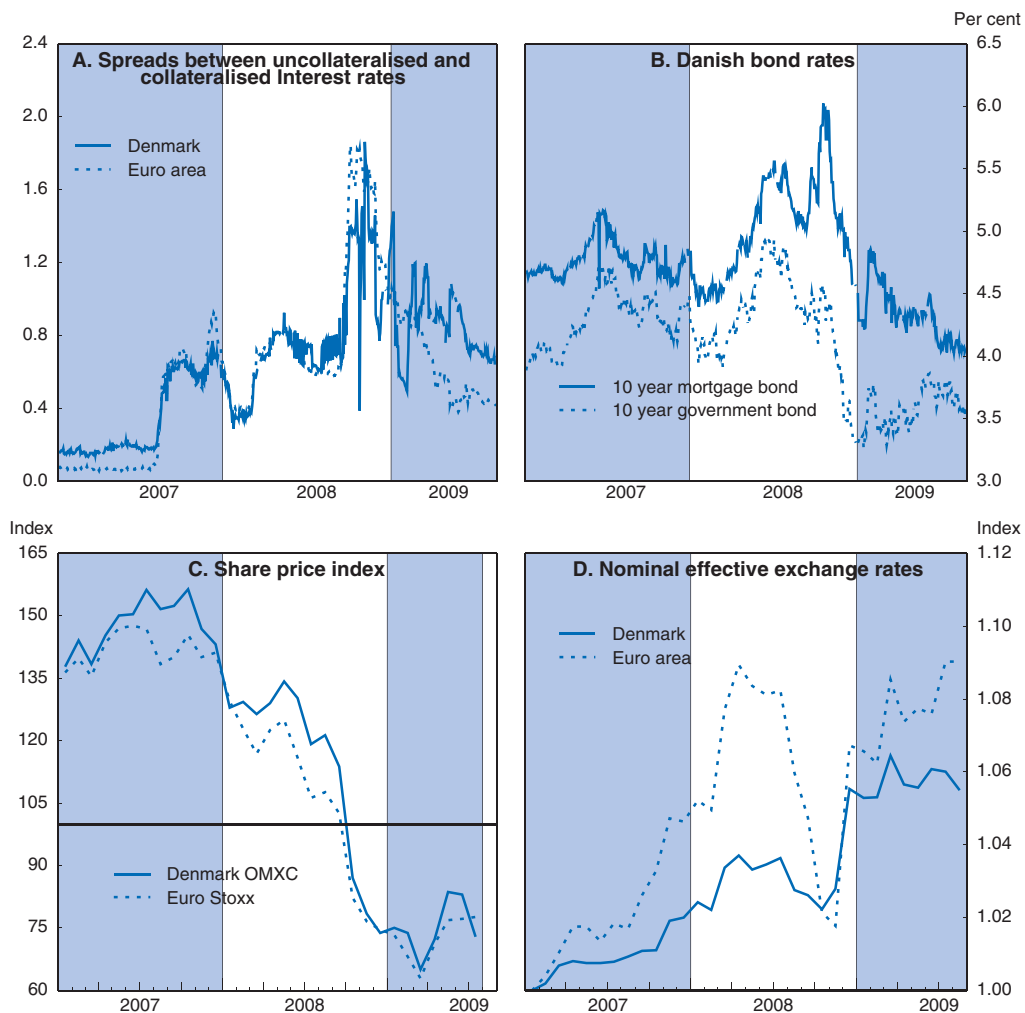 Per cent
A. Spreads between uncollateralised and
collateralised Interest rates
2.4
2.0
1.6
1.2
0.8
0.4
0.0
Denmark
Euro area
2007
2008
2009
B. Danish bond rates
6.5
6.0
5.5
5.0
4.5
4.0
3.5
3.0
10 year mortgage bond
10 year government bond
2007
2008
2009
Index
C. Share price index
165
150
135
120
105
90
75
60
Denmark OMXC
Euro Stoxx
2007
2008
2009
Index
D. Nominal effective exchange rates
1.12
1.10
1.08
1.06
1.04
1.02
1.00
Denmark
Euro area
2007
2008
2009